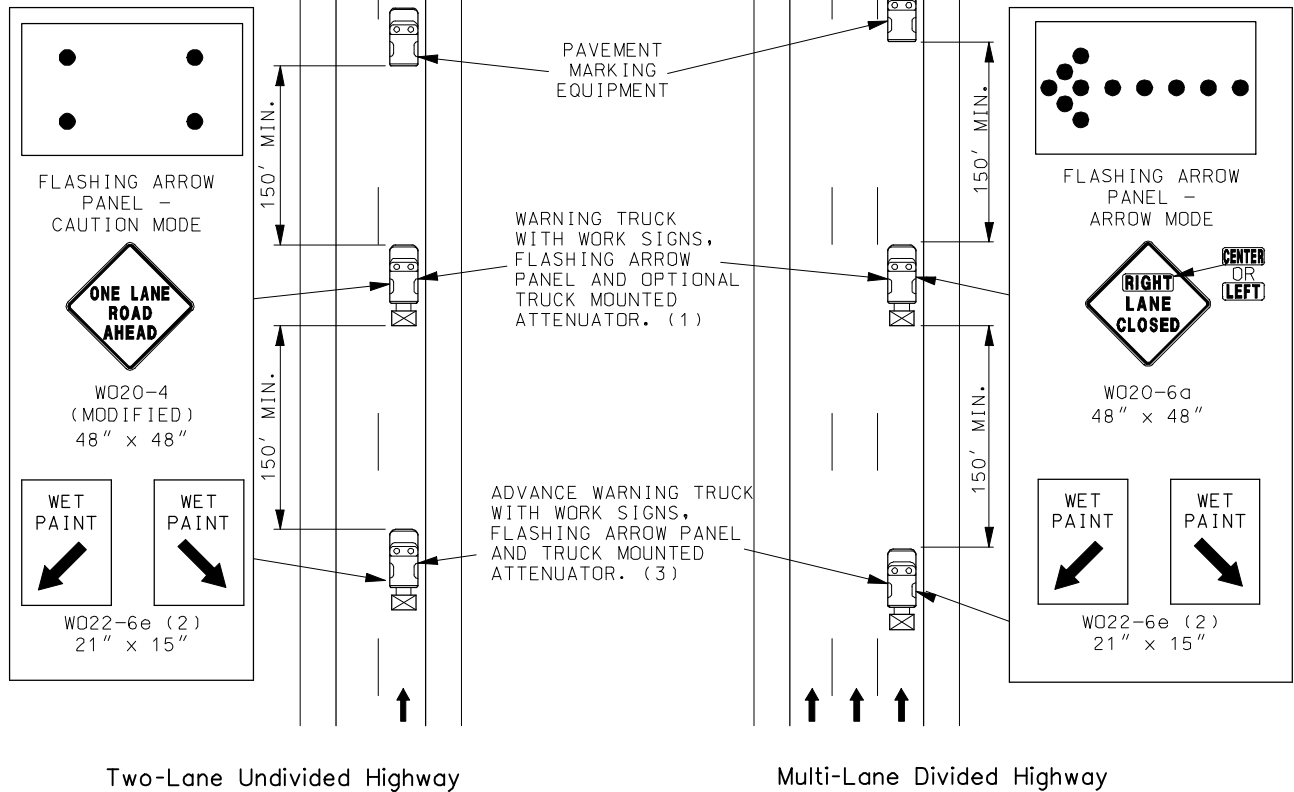 FLASHING ARROW
PANEL -
CAUTION MODE
ONE LANE
ROAD
AHEAD
WO20-4
(MODIFIED)
48" x 48"
WET
PAINT
WET
PAINT
WO22-6e (2)
21" x 15"
150' MIN.
150' MIN.
PAVEMENT
MARKING
EQUIPMENT
WARNING TRUCK
WITH WORK SIGNS,
FLASHING ARROW
PANEL AND OPTIONAL
TRUCK MOUNTED
ATTENUATOR. (1)
ADVANCE WARNING TRUCK
WITH WORK SIGNS,
FLASHING ARROW PANEL
AND TRUCK MOUNTED
ATTENUATOR. (3)
150' MIN.
150' MIN.
FLASHING ARROW
PANEL -
ARROW MODE
RIGHT
LANE
CLOSED
CENTER
OR
LEFT
WO20-6a
48" x 48"
WET
PAINT
WET
PAINT
WO22-6e (2)
21" x 15"
Two-Lane Undivided Highway
Multi-Lane Divided Highway